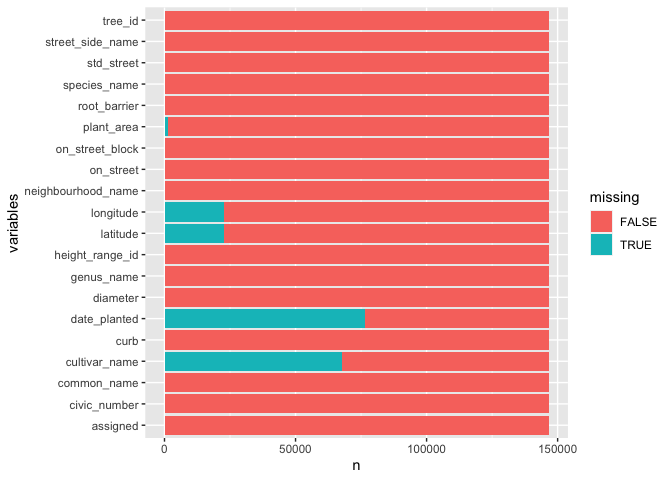 variables
tree_id
street_side_name
std_street
species_name
root_barrier
plant_area
on_street_block
on_street
neighbourhood_name
longitude
latitude
height_range_id
genus_name
diameter
date_planted
curb
cultivar_name
common_name
civic_number
assigned
0 50000 100000 150000
n
missing
FALSE
TRUE